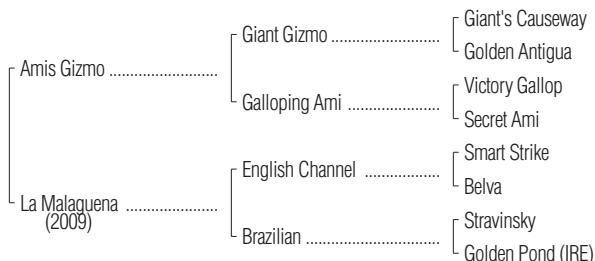 Giant's Causeway
Giant Gizmo ..........................
Golden Antigua
Amis Gizmo ..........................
Victory Gallop
Galloping Ami ......................
Secret Ami
Smart Strike
English Channel ..................
Belva
La Malaguena ......................
(2009)
Stravinsky
Brazilian ................................
Golden Pond (IRE)